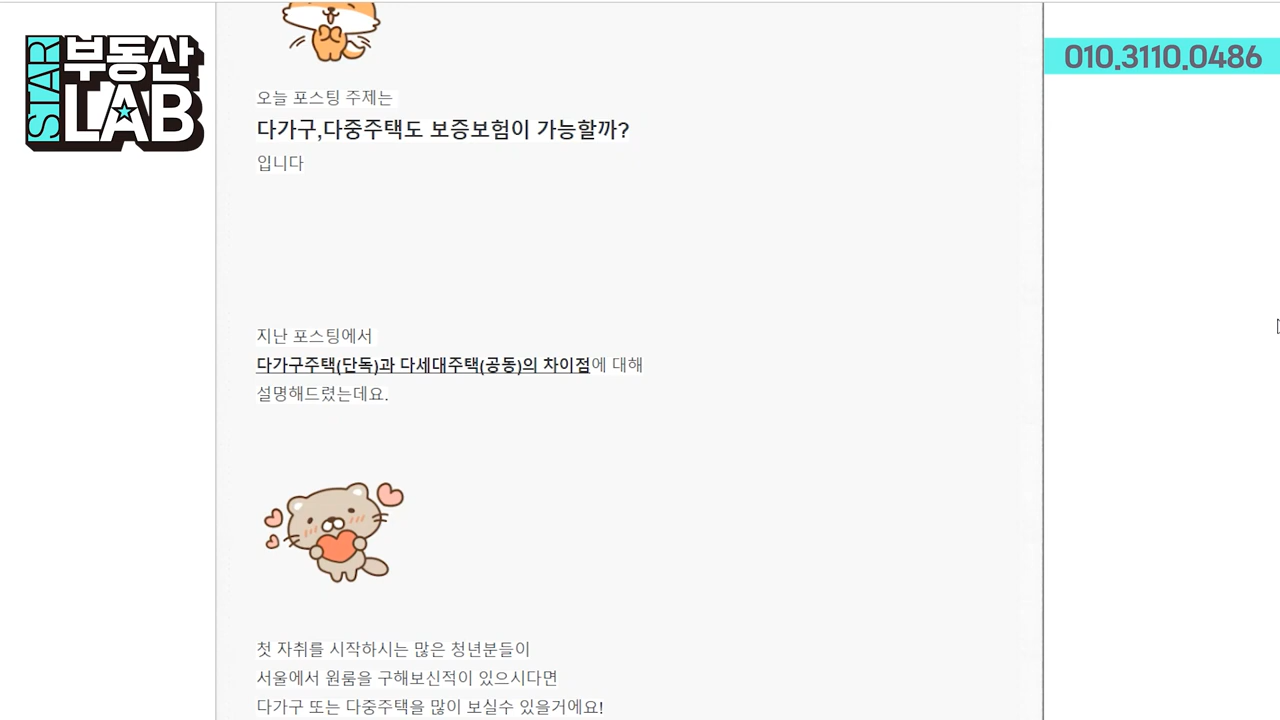 STAR
부동산
LAB
010.3110.0486
오늘 포스팅 주제는
다가구,다중주택도 보증보험이 가능할까?
입니다
지난 포스팅에서
다가구주택(단독)과 다세대주택(공동)의 차이점에 대해
설명해드렸는데요.
첫 자취를 시작하시는 많은 청년분들이
서울에서 원룸을 구해보신적이 있으시다면
다가구 또는 다중주택을 많이 보실수 있을거에요!